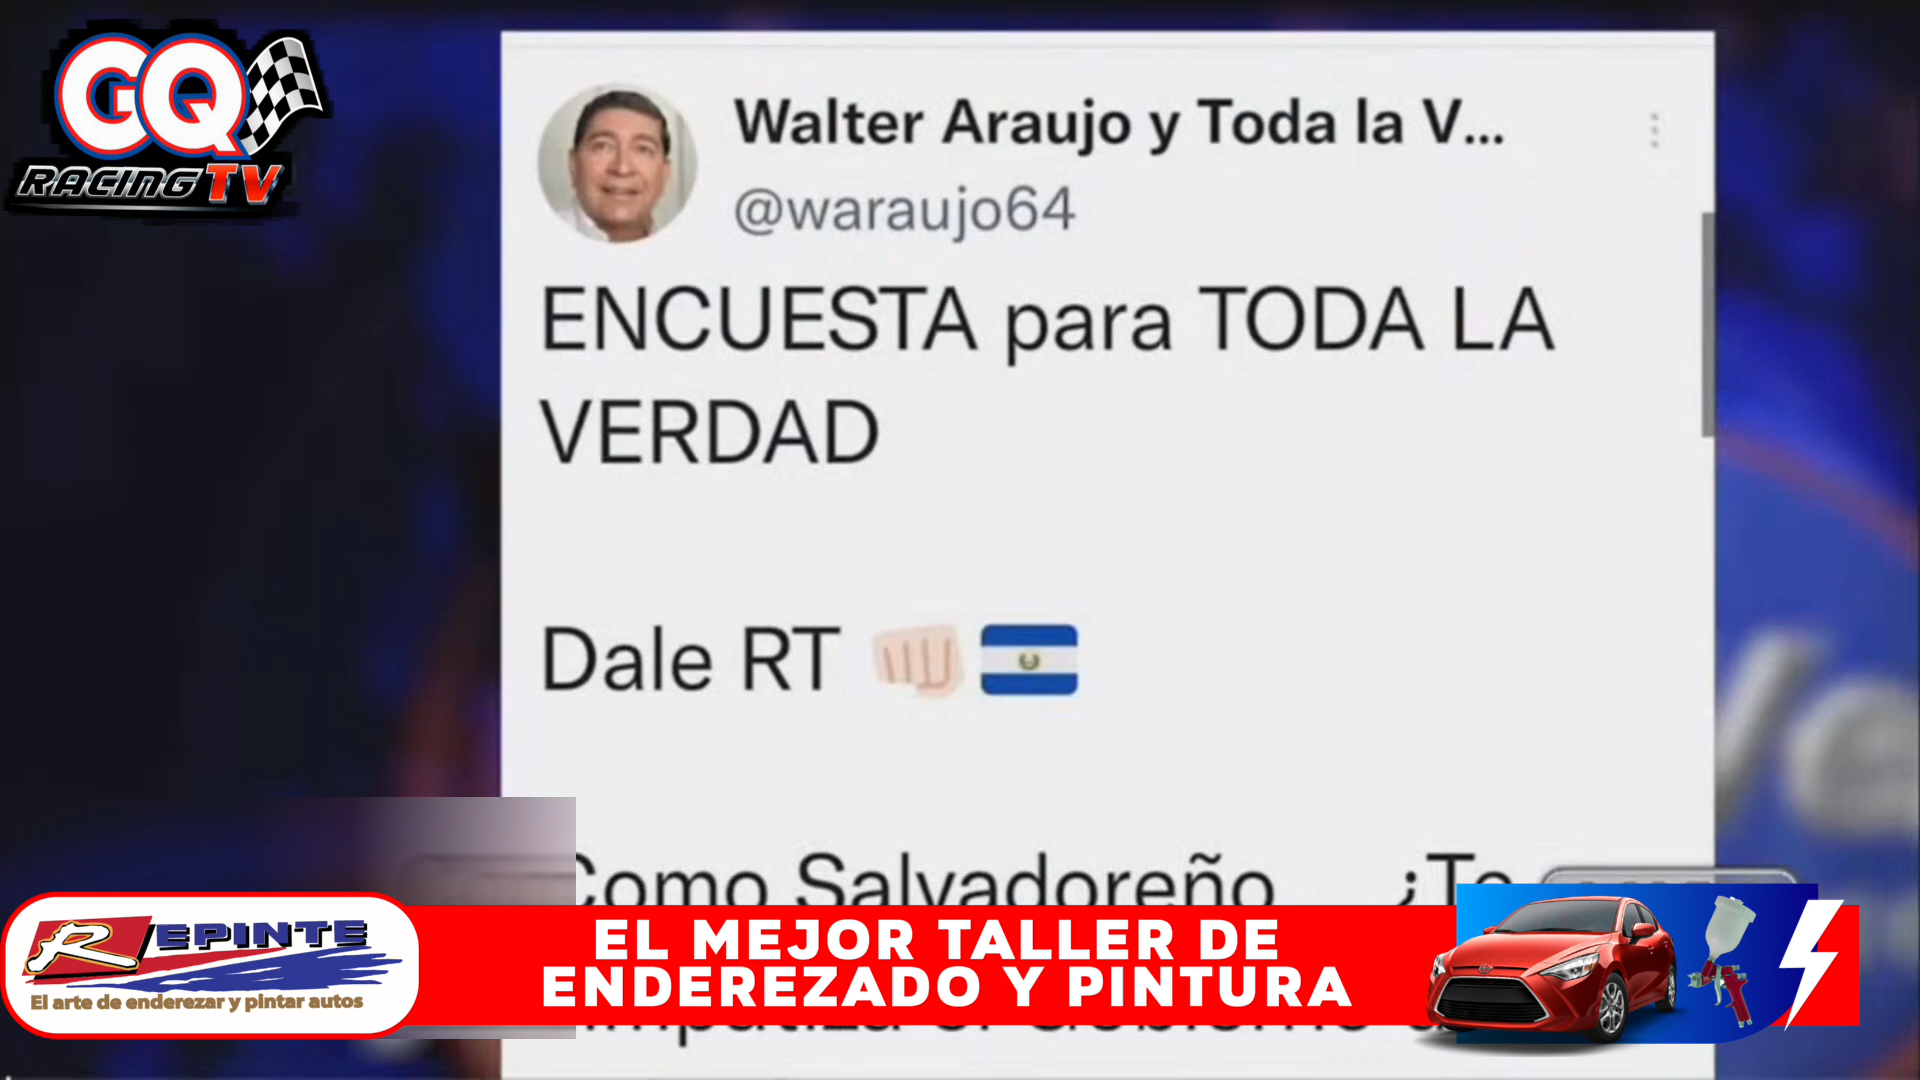 GQ
RACING TV
Walter Araujo y Toda la V...
@waraujo64
ENCUESTA para TODA LA
VERDAD
Dale RT
Como Salvadoreño
REPINTE
El arte de enderezar y pintar autos
EL MEJOR TALLER DE
ENDEREZADO Y PINTURA